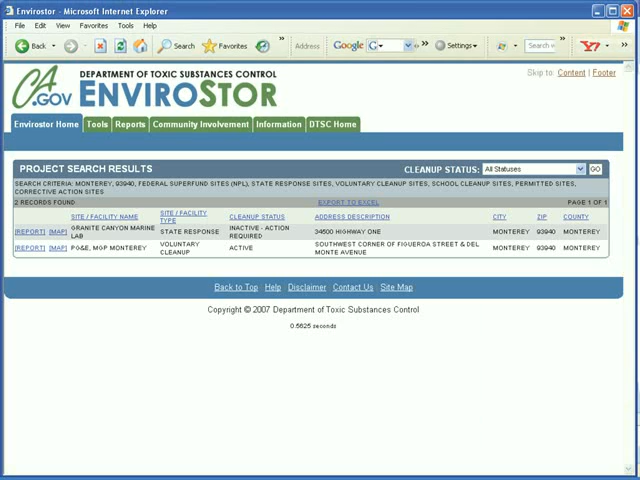 Envirostor - Microsoft Internet Explorer
File Edit View Favorites Tools Help
Back Search Favorites Address Google G Settings Search w Y!
CA.GOV
DEPARTMENT OF TOXIC SUBSTANCES CONTROL
ENVIROSTOR
Skip to: Content | Footer
Envirostor Home Tools Reports Community Involvement Information DTSC Home
PROJECT SEARCH RESULTS CLEANUP STATUS: All Statuses GO
SEARCH CRITERIA: MONTEREY, 93940, FEDERAL SUPERFUND SITES (NPL), STATE RESPONSE SITES, VOLUNTARY CLEANUP SITES, SCHOOL CLEANUP SITES, PERMITTED SITES,
CORRECTIVE ACTION SITES
2 RECORDS FOUND EXPORT TO EXCEL PAGE 1 OF 1
SITE / FACILITY NAME SITE / FACILITY TYPE CLEANUP STATUS ADDRESS DESCRIPTION CITY ZIP COUNTY
[REPORT] [MAP] GRANITE CANYON MARINE LAB STATE RESPONSE INACTIVE - ACTION REQUIRED 34500 HIGHWAY ONE MONTEREY 93940 MONTEREY
[REPORT] [MAP] PG&E, MGP MONTEREY VOLUNTARY CLEANUP ACTIVE SOUTHWEST CORNER OF FIGUEROA STREET & DEL MONTE AVENUE MONTEREY 93940 MONTEREY
Back to Top | Help | Disclaimer | Contact Us | Site Map
Copyright © 2007 Department of Toxic Substances Control
0.5625 seconds